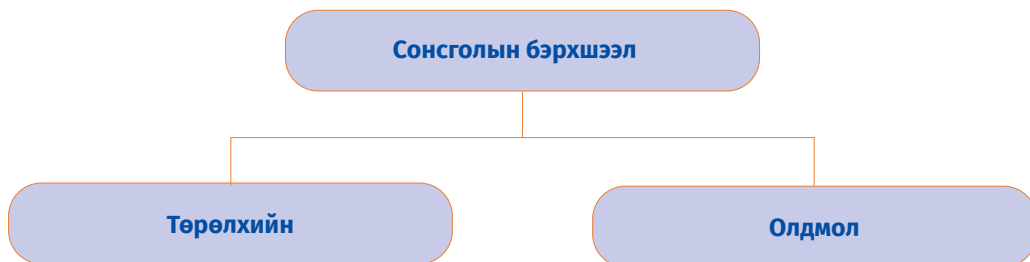 Сонсголын бэрхшээл
Төрөлхийн
Олдмол